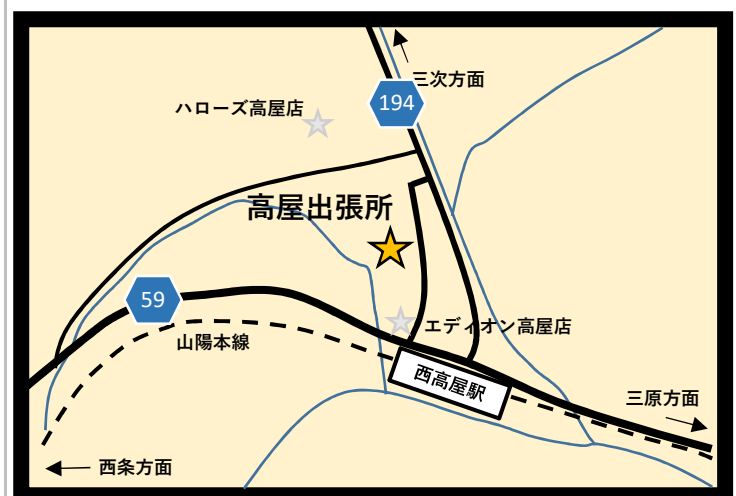 三次方面
194
ハローズ高屋店
高屋出張所
59
エディオン高屋店
山陽本線
西高屋駅
三原方面
西条方面